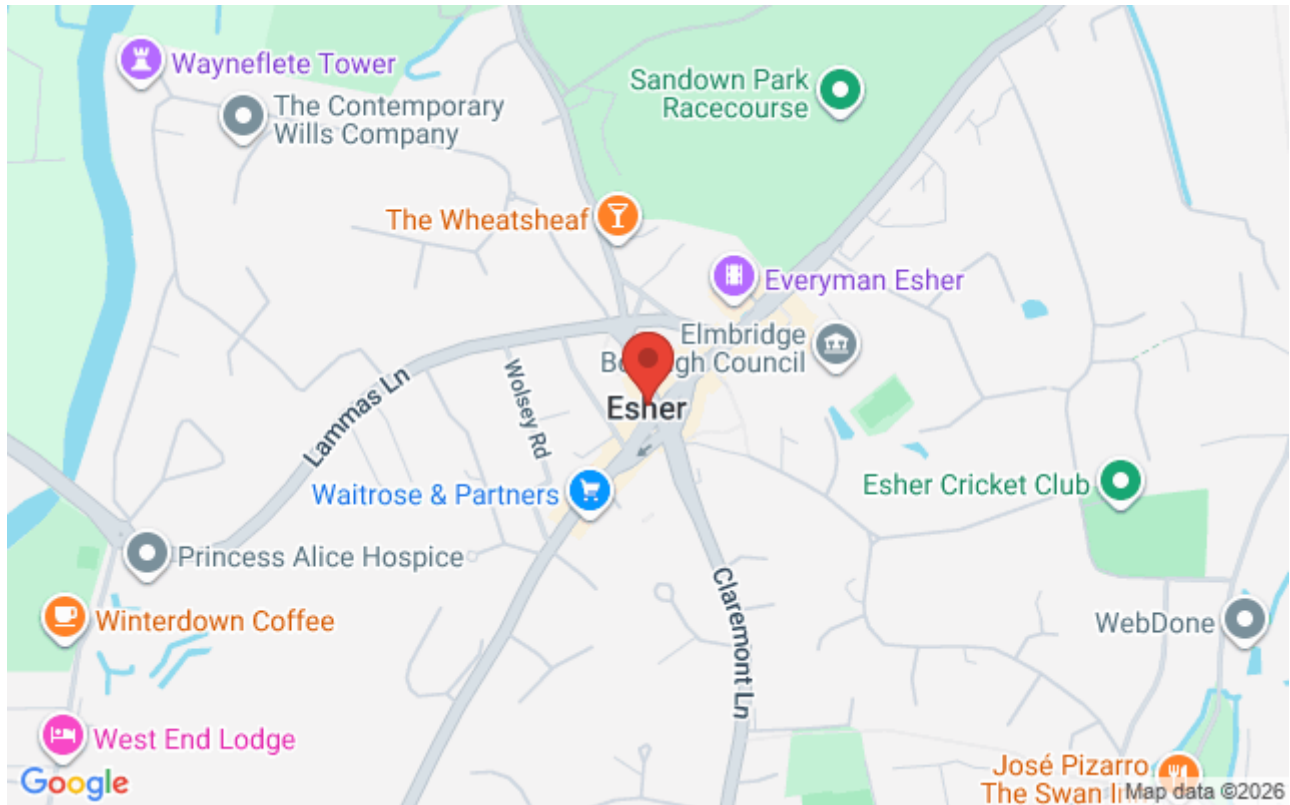 Wayneflete Tower
The Contemporary
Wills Company
Sandown Park
Racecourse
The Wheatsheaf
Everyman Esher
Elmbridge
Borough Council
Lammas Ln
Wolsey Rd
Esher
Waitrose & Partners
Esher Cricket Club
Princess Alice Hospice
Claremont Ln
Winterdown Coffee
WebDone
West End Lodge
José Pizarro
The Swan
Google
Map data ©2026